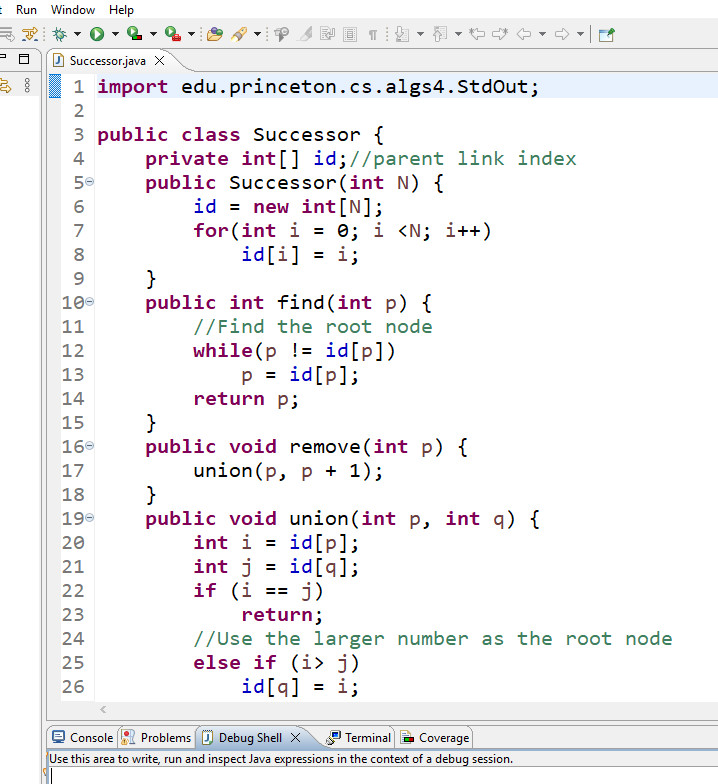 Run Window Help
Successor.java
1 import edu.princeton.cs.algs4.StdOut;
2
3 public class Successor {
4 private int[] id;//parent link index
5 public Successor(int N) {
6 id = new int[N];
7 for(int i = 0; i <N; i++)
8 id[i] = i;
9 }
10 public int find(int p) {
11 //Find the root node
12 while(p != id[p])
13 p = id[p];
14 return p;
15 }
16 public void remove(int p) {
17 union(p, p + 1);
18 }
19 public void union(int p, int q) {
20 int i = id[p];
21 int j = id[q];
22 if (i == j)
23 return;
24 //Use the larger number as the root node
25 else if (i> j)
26 id[q] = i;
Console Problems Debug Shell Terminal Coverage
Use this area to write, run and inspect Java expressions in the context of a debug session.